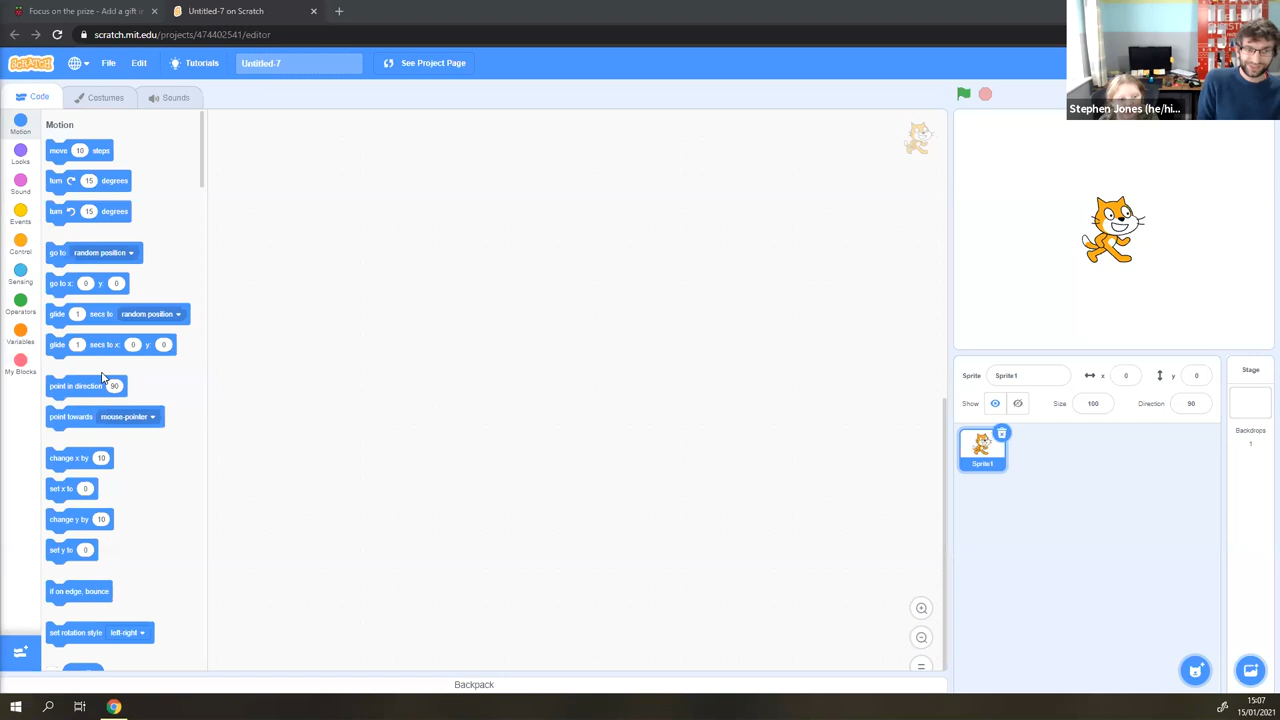 Focus on the prize - Add a gift ir
Untitled-7 on Scratch
scratch.mit.edu/projects/474402541/editor
SCRATCH
File
Edit
Tutorials
Untitled-7
See Project Page
Code
Costumes
Sounds
Stephen Jones (he/hi...
Motion
Looks
Sound
Events
Control
Sensing
Operators
Variables
My Blocks
Motion
move 10 steps
turn 15 degrees
turn 15 degrees
go to random position
go to x: 0 y: 0
glide 1 secs to random position
glide 1 secs to x: 0 y: 0
point in direction 90
point towards mouse-pointer
change x by 10
set x to 0
change y by 10
set y to 0
if on edge, bounce
set rotation style left-right
Sprite Sprite1 x 0 y 0
Show Size 100 Direction 90
Sprite1
Stage
Backdrops
1
Backpack
15:07
15/01/2021